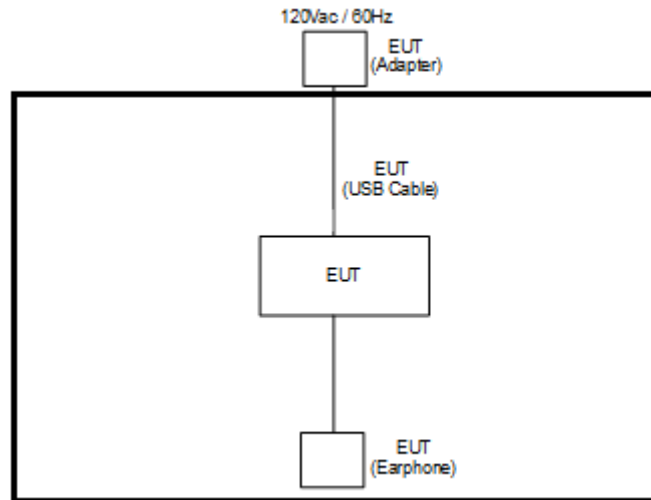 120Vac / 60Hz
EUT
(Adapter)
EUT
(USB Cable)
EUT
EUT
(Earphone)